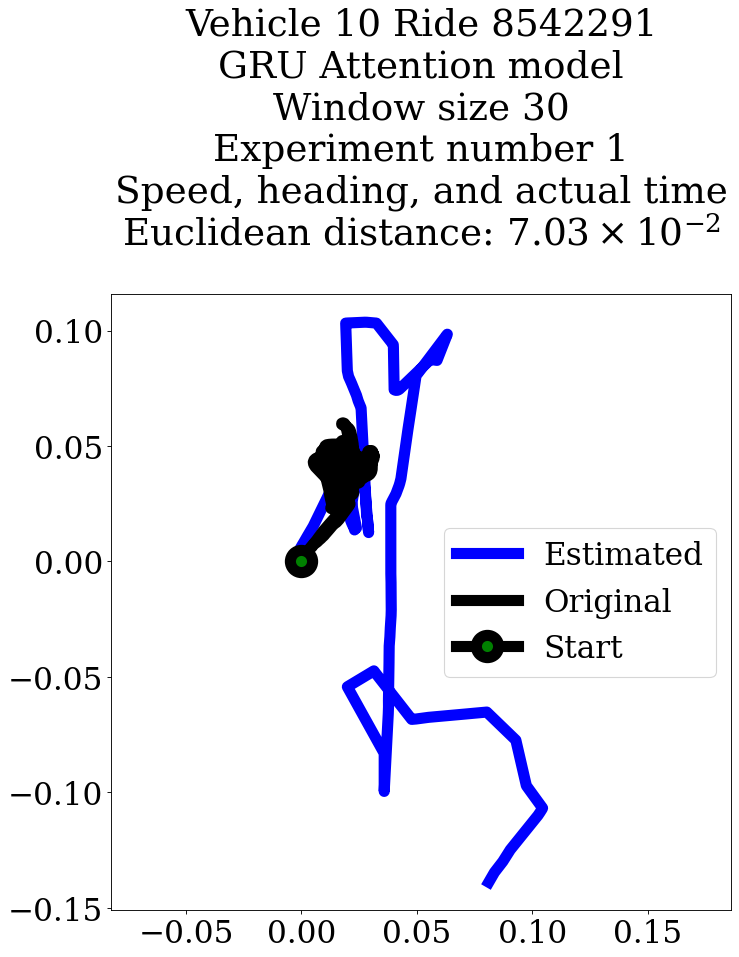 Vehicle 10 Ride 8542291
GRU Attention model
Window size 30
Experiment number 1
Speed, heading, and actual time
Euclidean distance: 7.03 × 10⁻²
0.10
0.05
0.00
−0.05
−0.10
−0.15
Estimated
Original
Start
−0.05 0.00 0.05 0.10 0.15